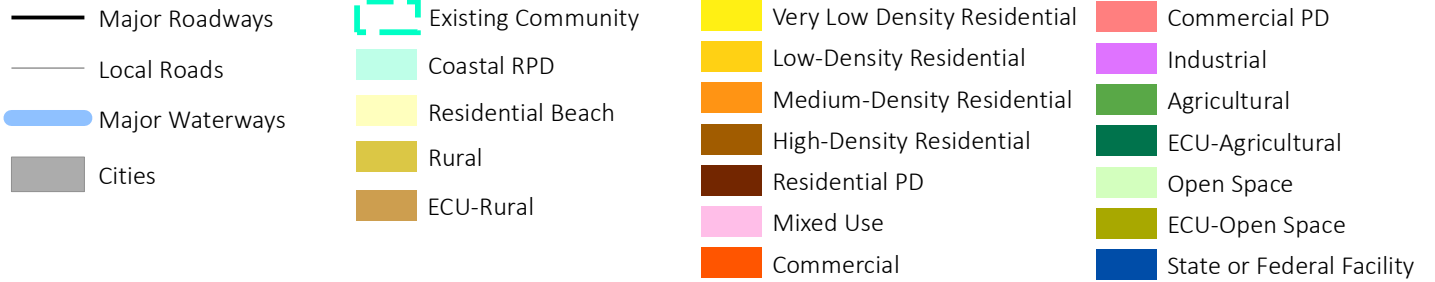 Major Roadways
Local Roads
Major Waterways
Cities
Existing Community
Coastal RPD
Residential Beach
Rural
ECU-Rural
Very Low Density Residential
Low-Density Residential
Medium-Density Residential
High-Density Residential
Residential PD
Mixed Use
Commercial
Commercial PD
Industrial
Agricultural
ECU-Agricultural
Open Space
ECU-Open Space
State or Federal Facility